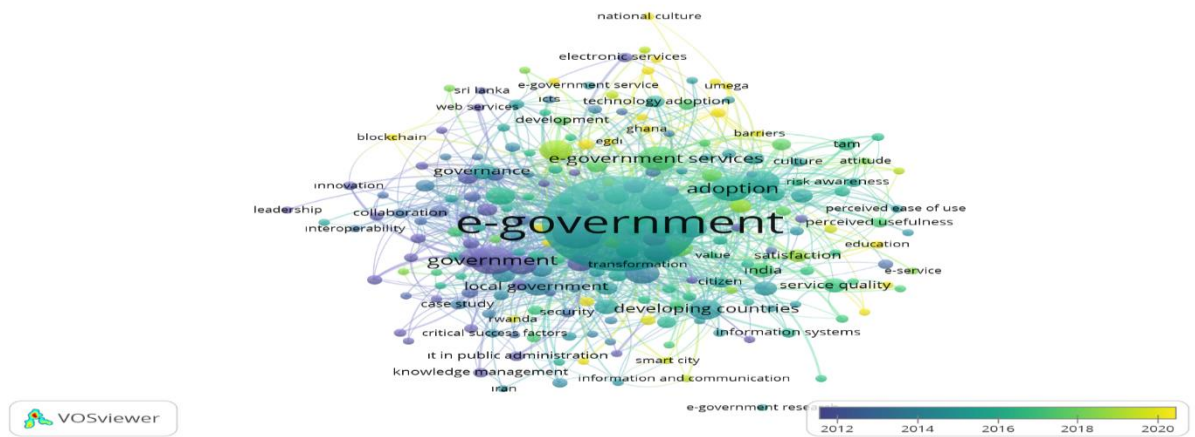 national culture
electronic services
e-government service
umega
sri lanka
icts
technology adoption
web services
development
ghana
blockchain
barriers
egdi
tam
e-government services
culture
attitude
governance
innovation
adoption
risk awareness
leadership
collaboration
perceived ease of use
e-government
perceived usefulness
interoperability
education
value
satisfaction
government
transformation
india
e-service
citizen
local government
service quality
case study
developing countries
security
rwanda
critical success factors
information systems
it in public administration
smart city
knowledge management
information and communication
iran
e-government research
VOSviewer
2012 2014 2016 2018 2020